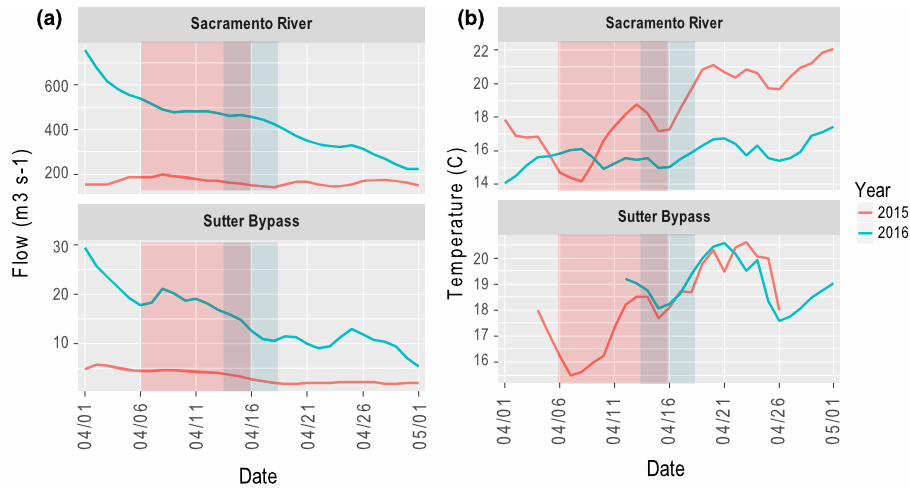 (a)
Sacramento River
600
400
200
Sutter Bypass
30
20
10
Flow (m3 s-1)
04/01
04/06
04/11
04/16
04/21
04/26
05/01
Date
(b)
Sacramento River
22
20
18
16
14
Sutter Bypass
20
19
18
17
16
Temperature (C)
04/01
04/06
04/11
04/16
04/21
04/26
05/01
Date
Year
2015
2016